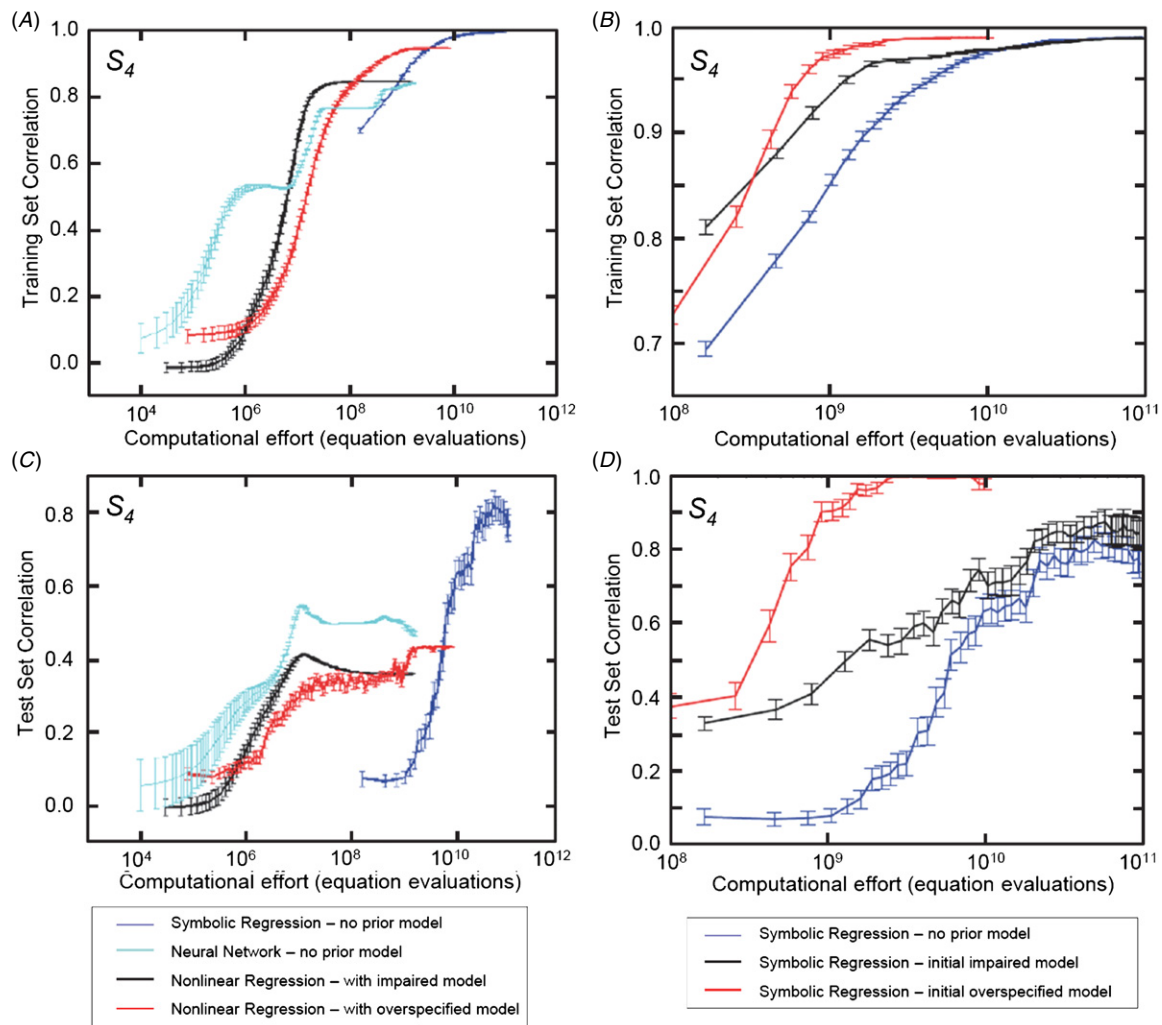 (A)
(B)
S4
1.0
0.8
0.6
0.4
0.2
0.0
Training Set Correlation
10^4
10^6
10^8
10^10
10^12
Computational effort (equation evaluations)
S4
1.0
0.9
0.8
0.7
Training Set Correlation
10^8
10^9
10^10
10^11
Computational effort (equation evaluations)
(C)
(D)
S4
0.8
0.6
0.4
0.2
0.0
Test Set Correlation
10^4
10^6
10^8
10^10
10^12
Computational effort (equation evaluations)
S4
1.0
0.8
0.6
0.4
0.2
0.0
Test Set Correlation
10^8
10^9
10^10
10^11
Computational effort (equation evaluations)
Symbolic Regression – no prior model
Neural Network – no prior model
Nonlinear Regression – with impaired model
Nonlinear Regression – with overspecified model
Symbolic Regression – no prior model
Symbolic Regression – initial impaired model
Symbolic Regression – initial overspecified model